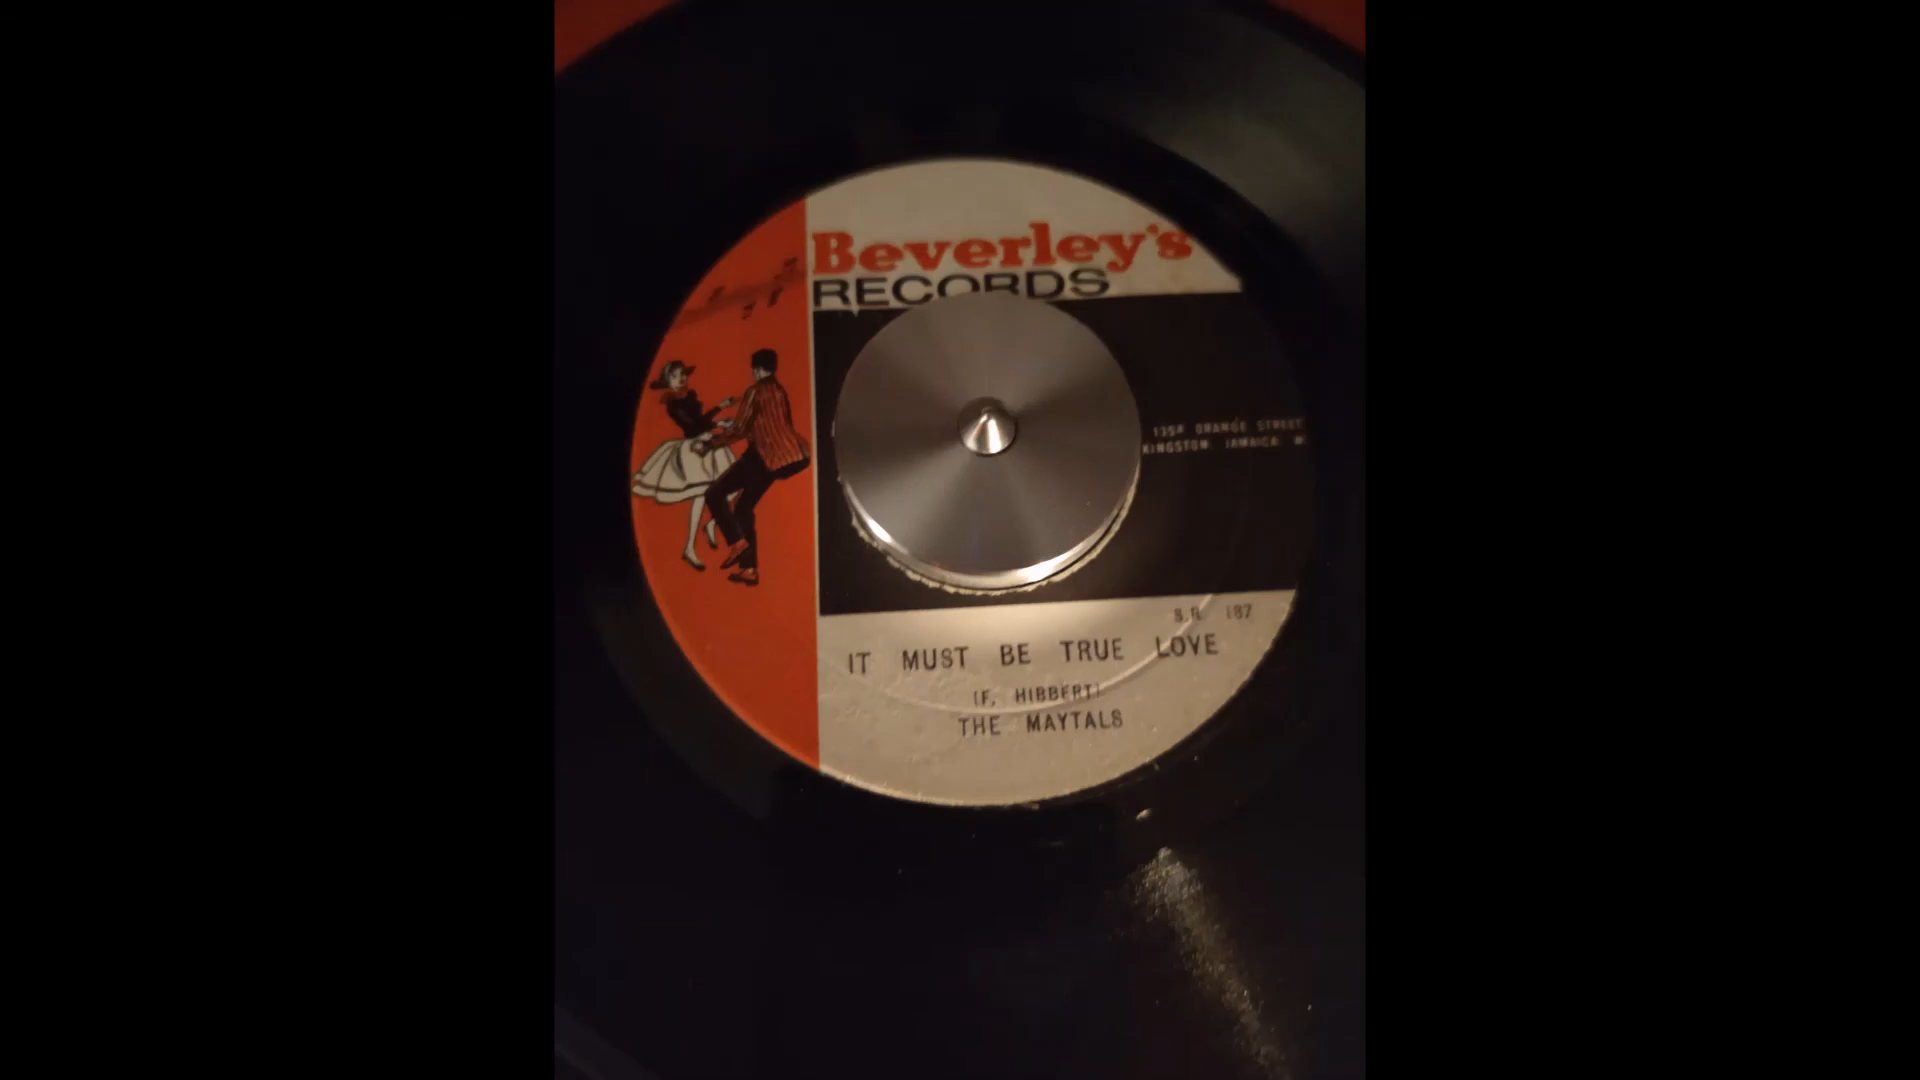 Beverley's
RECORDS
135A ORANGE STREET
KINGSTON JAMAICA W
B.R. 187
IT MUST BE TRUE LOVE
(F. HIBBERT)
THE MAYTALS